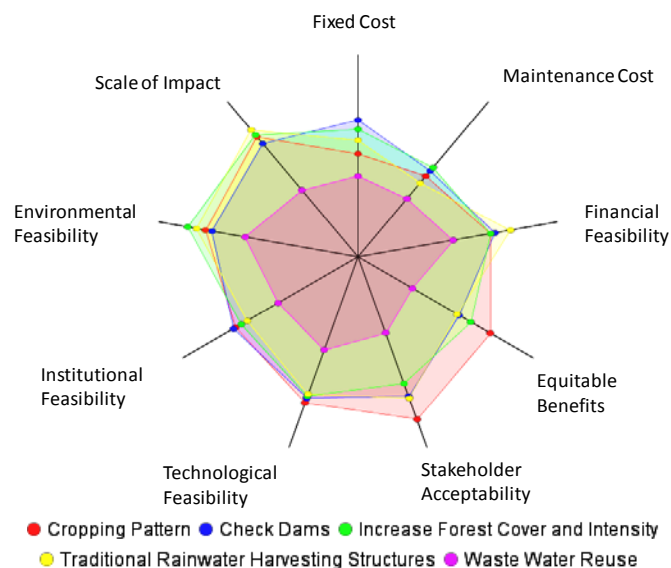 Fixed Cost
Maintenance Cost
Scale of Impact
Financial
Feasibility
Environmental
Feasibility
Equitable
Benefits
Institutional
Feasibility
Stakeholder
Acceptability
Technological
Feasibility
Cropping Pattern Check Dams Increase Forest Cover and Intensity
Traditional Rainwater Harvesting Structures Waste Water Reuse